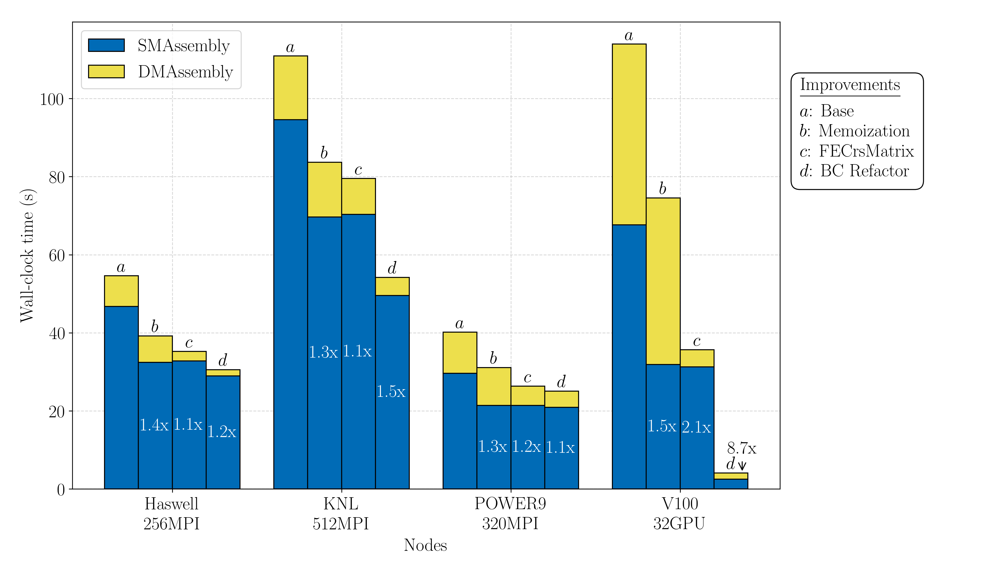 SMAssembly
DMAssembly
Wall-clock time (s)
100
80
60
40
20
0
a
b
c
d
1.4x
1.1x
1.2x
a
b
c
d
1.3x
1.1x
1.5x
a
b
c
d
1.3x
1.2x
1.1x
a
b
c
d
1.5x
2.1x
8.7x
Haswell
256MPI
KNL
512MPI
POWER9
320MPI
V100
32GPU
Nodes
Improvements
a: Base
b: Memoization
c: FECrsMatrix
d: BC Refactor